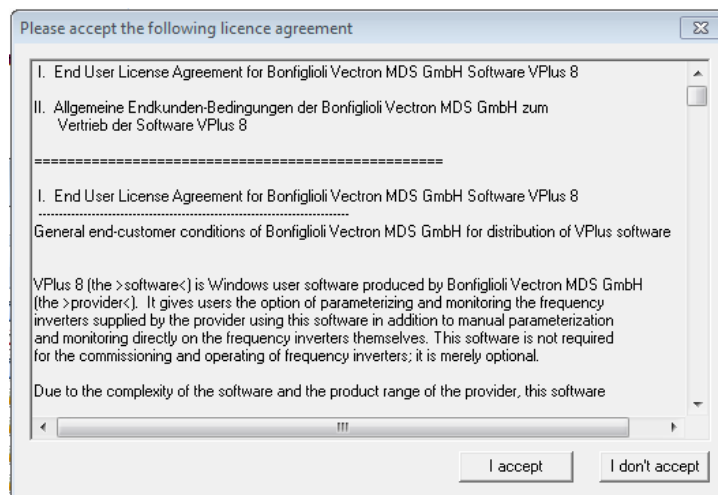 Please accept the following licence agreement
I. End User License Agreement for Bonfiglioli Vectron MDS GmbH Software VPlus 8
II. Allgemeine Endkunden-Bedingungen der Bonfiglioli Vectron MDS GmbH zum
Vertrieb der Software VPlus 8
==================================================
I. End User License Agreement for Bonfiglioli Vectron MDS GmbH Software VPlus 8
--------------------------------------------------------------------------------
General end-customer conditions of Bonfiglioli Vectron MDS GmbH for distribution of VPlus software
VPlus 8 (the >software<) is Windows user software produced by Bonfiglioli Vectron MDS GmbH
(the >provider<). It gives users the option of parameterizing and monitoring the frequency
inverters supplied by the provider using this software in addition to manual parameterization
and monitoring directly on the frequency inverters themselves. This software is not required
for the commissioning and operating of frequency inverters; it is merely optional.
Due to the complexity of the software and the product range of the provider, this software
I accept
I don't accept